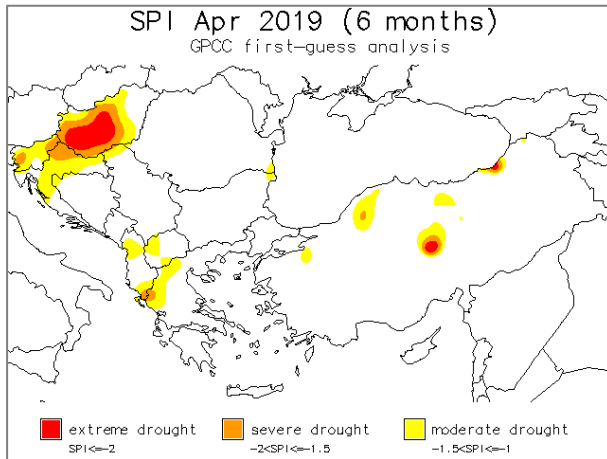 SPI Apr 2019 (6 months)
GPCC first–guess analysis
extreme drought severe drought moderate drought
SPI<=–2 –2<SPI<=–1.5 –1.5<SPI<=–1